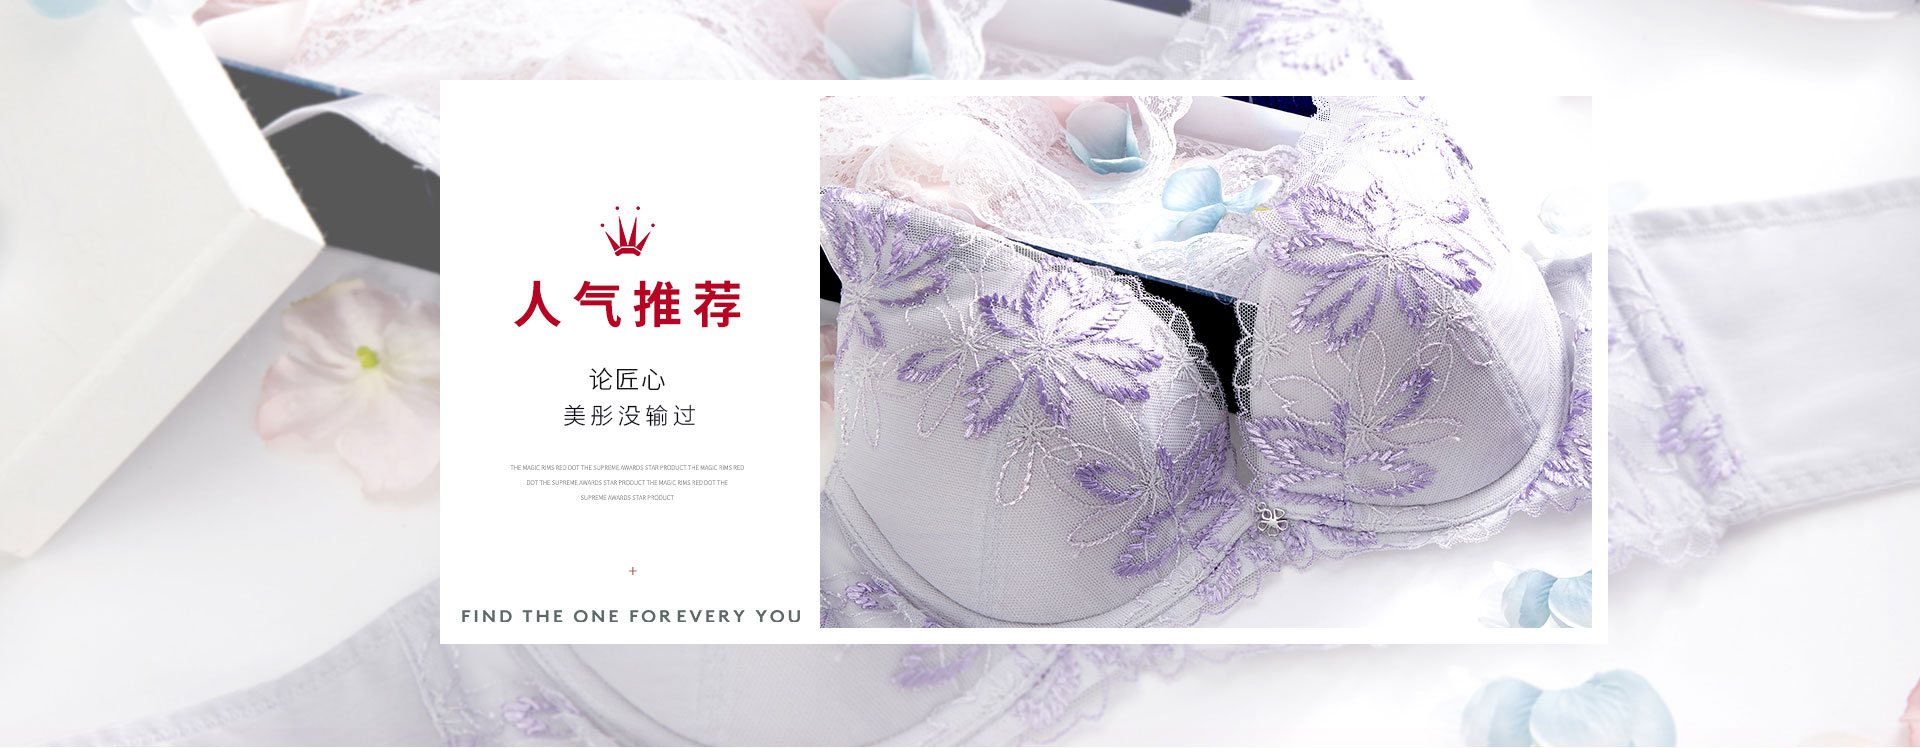 人气推荐
论匠心
美彤没输过
THE MAGIC RIMS RED DOT THE SUPREME AWARDS STAR PRODUCT THE MAGIC RIMS RED
DOT THE SUPREME AWARDS STAR PRODUCT THE MAGIC RIMS RED DOT THE
SUPREME AWARDS STAR PRODUCT
+
FIND THE ONE FOREVERY YOU